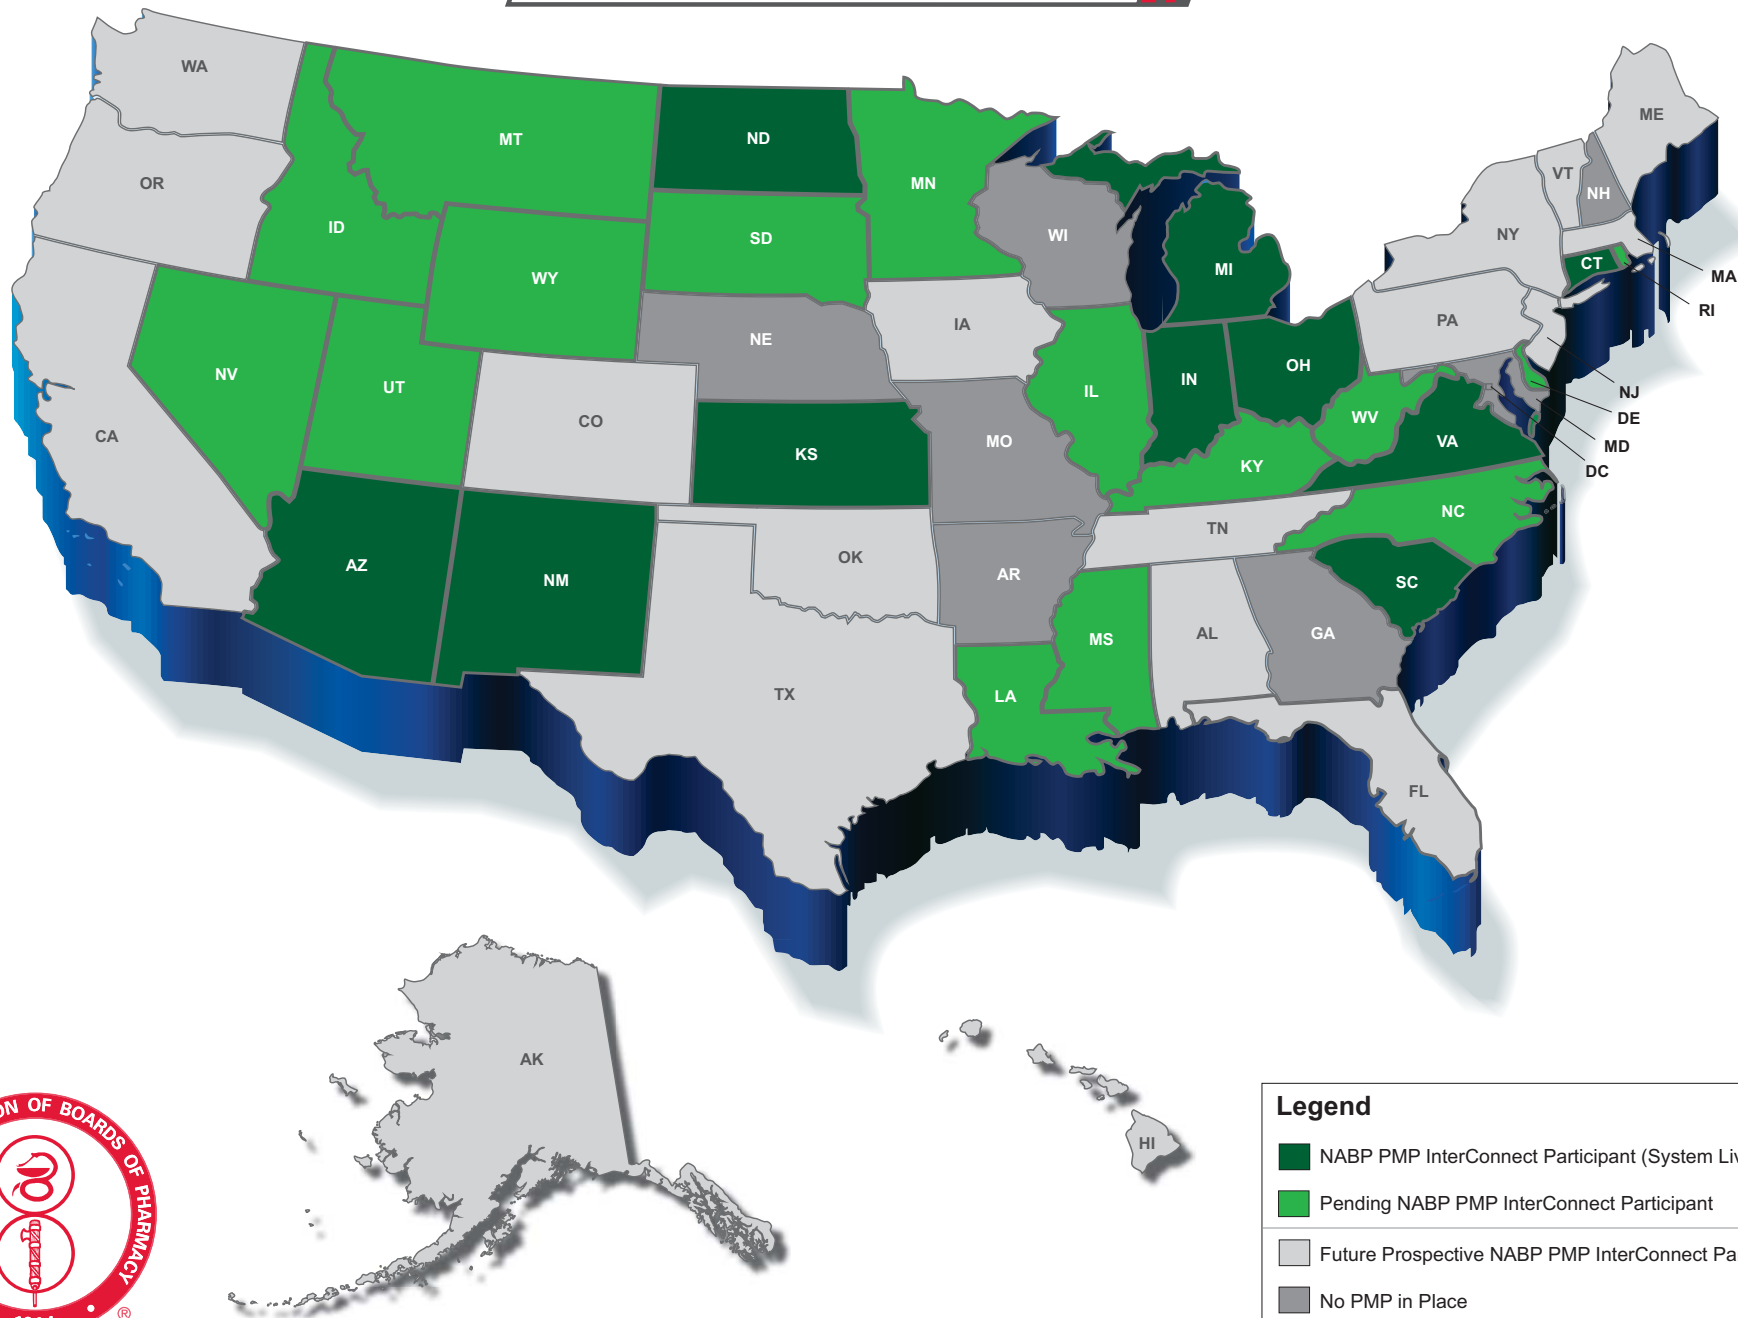 WA
OR
ID
MT
ND
MN
WI
MI
ME
VT
NH
NY
CT
MA
RI
WY
SD
IA
NE
PA
NV
UT
CO
KS
MO
IL
IN
OH
WV
VA
KY
NJ
DE
MD
DC
CA
AZ
NM
OK
AR
TN
NC
SC
TX
LA
MS
AL
GA
FL
AK
HI
OF BOARDS OF PHARMACY
®
Legend
NABP PMP InterConnect Participant (System
Pending NABP PMP InterConnect Participant
Future Prospective NABP PMP InterConnect
No PMP in Place